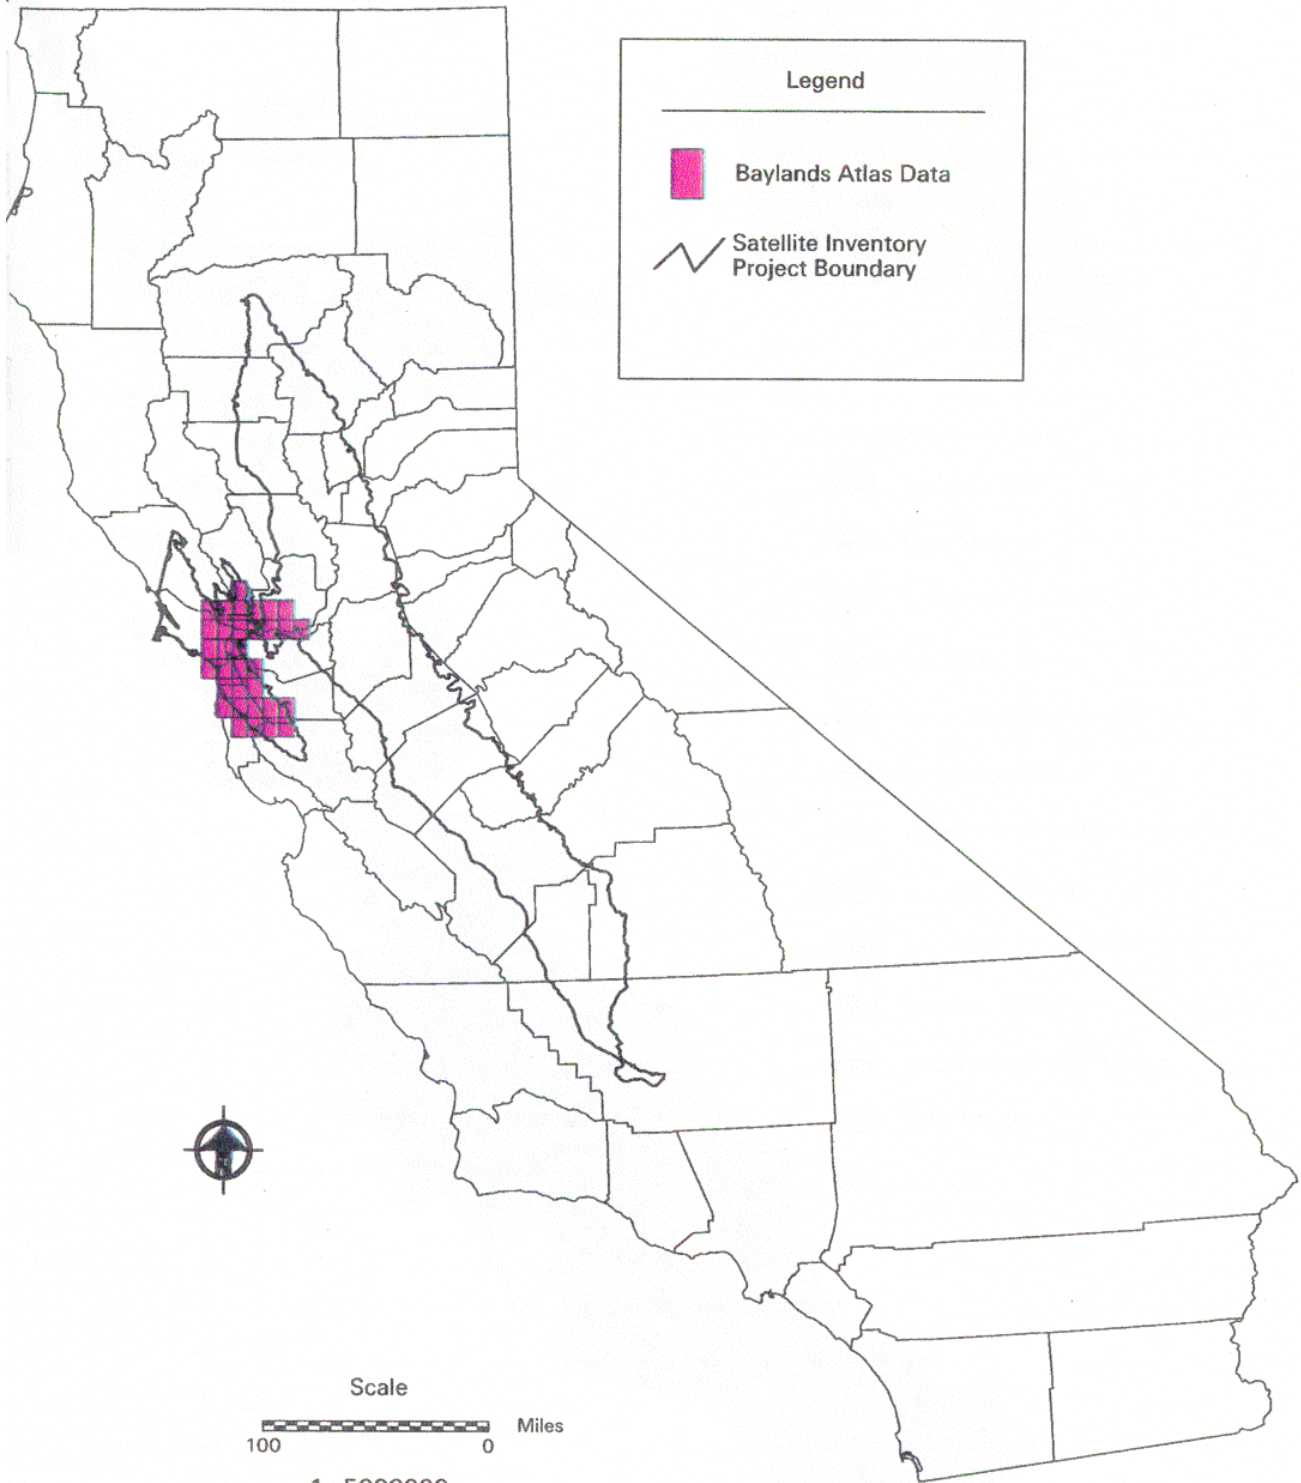 Legend
Baylands Atlas Data
Satellite Inventory
Project Boundary
Scale
Miles
100 0